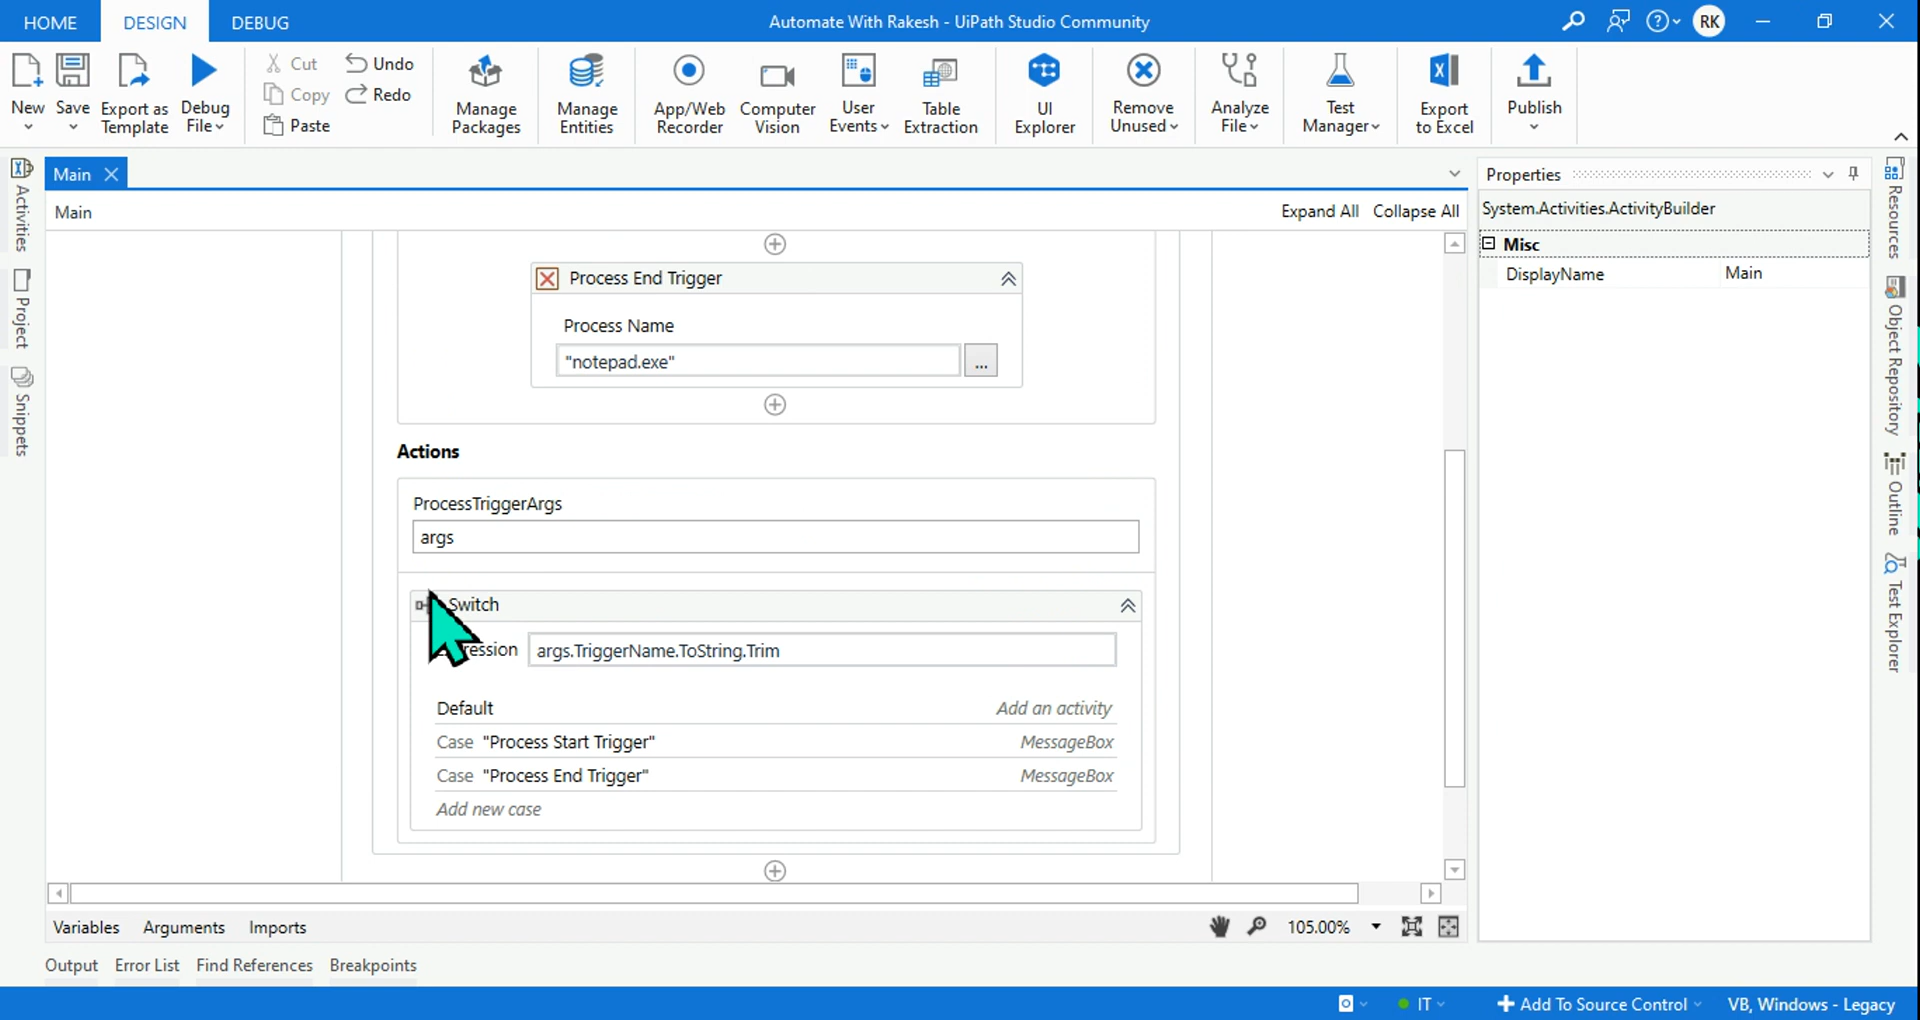 HOME DESIGN DEBUG Automate With Rakesh - UiPath Studio Community RK
New Save Export as Template Debug File
Cut Copy Paste Undo Redo
Manage Packages
Manage Entities
App/Web Recorder
Computer Vision
User Events
Table Extraction
UI Explorer
Remove Unused
Analyze File
Test Manager
Export to Excel
Publish
Activities
Project
Snippets
Main
Main Expand All Collapse All
Process End Trigger
Process Name
"notepad.exe" ...
Actions
ProcessTriggerArgs
args
Switch
args.TriggerName.ToString.Trim
Default Add an activity
Case "Process Start Trigger" MessageBox
Case "Process End Trigger" MessageBox
Add new case
Variables Arguments Imports 105.00%
Output Error List Find References Breakpoints
Properties
System.Activities.ActivityBuilder
Misc
DisplayName Main
Resources
Object Repository
Outline
Test Explorer
IT Add To Source Control VB, Windows - Legacy